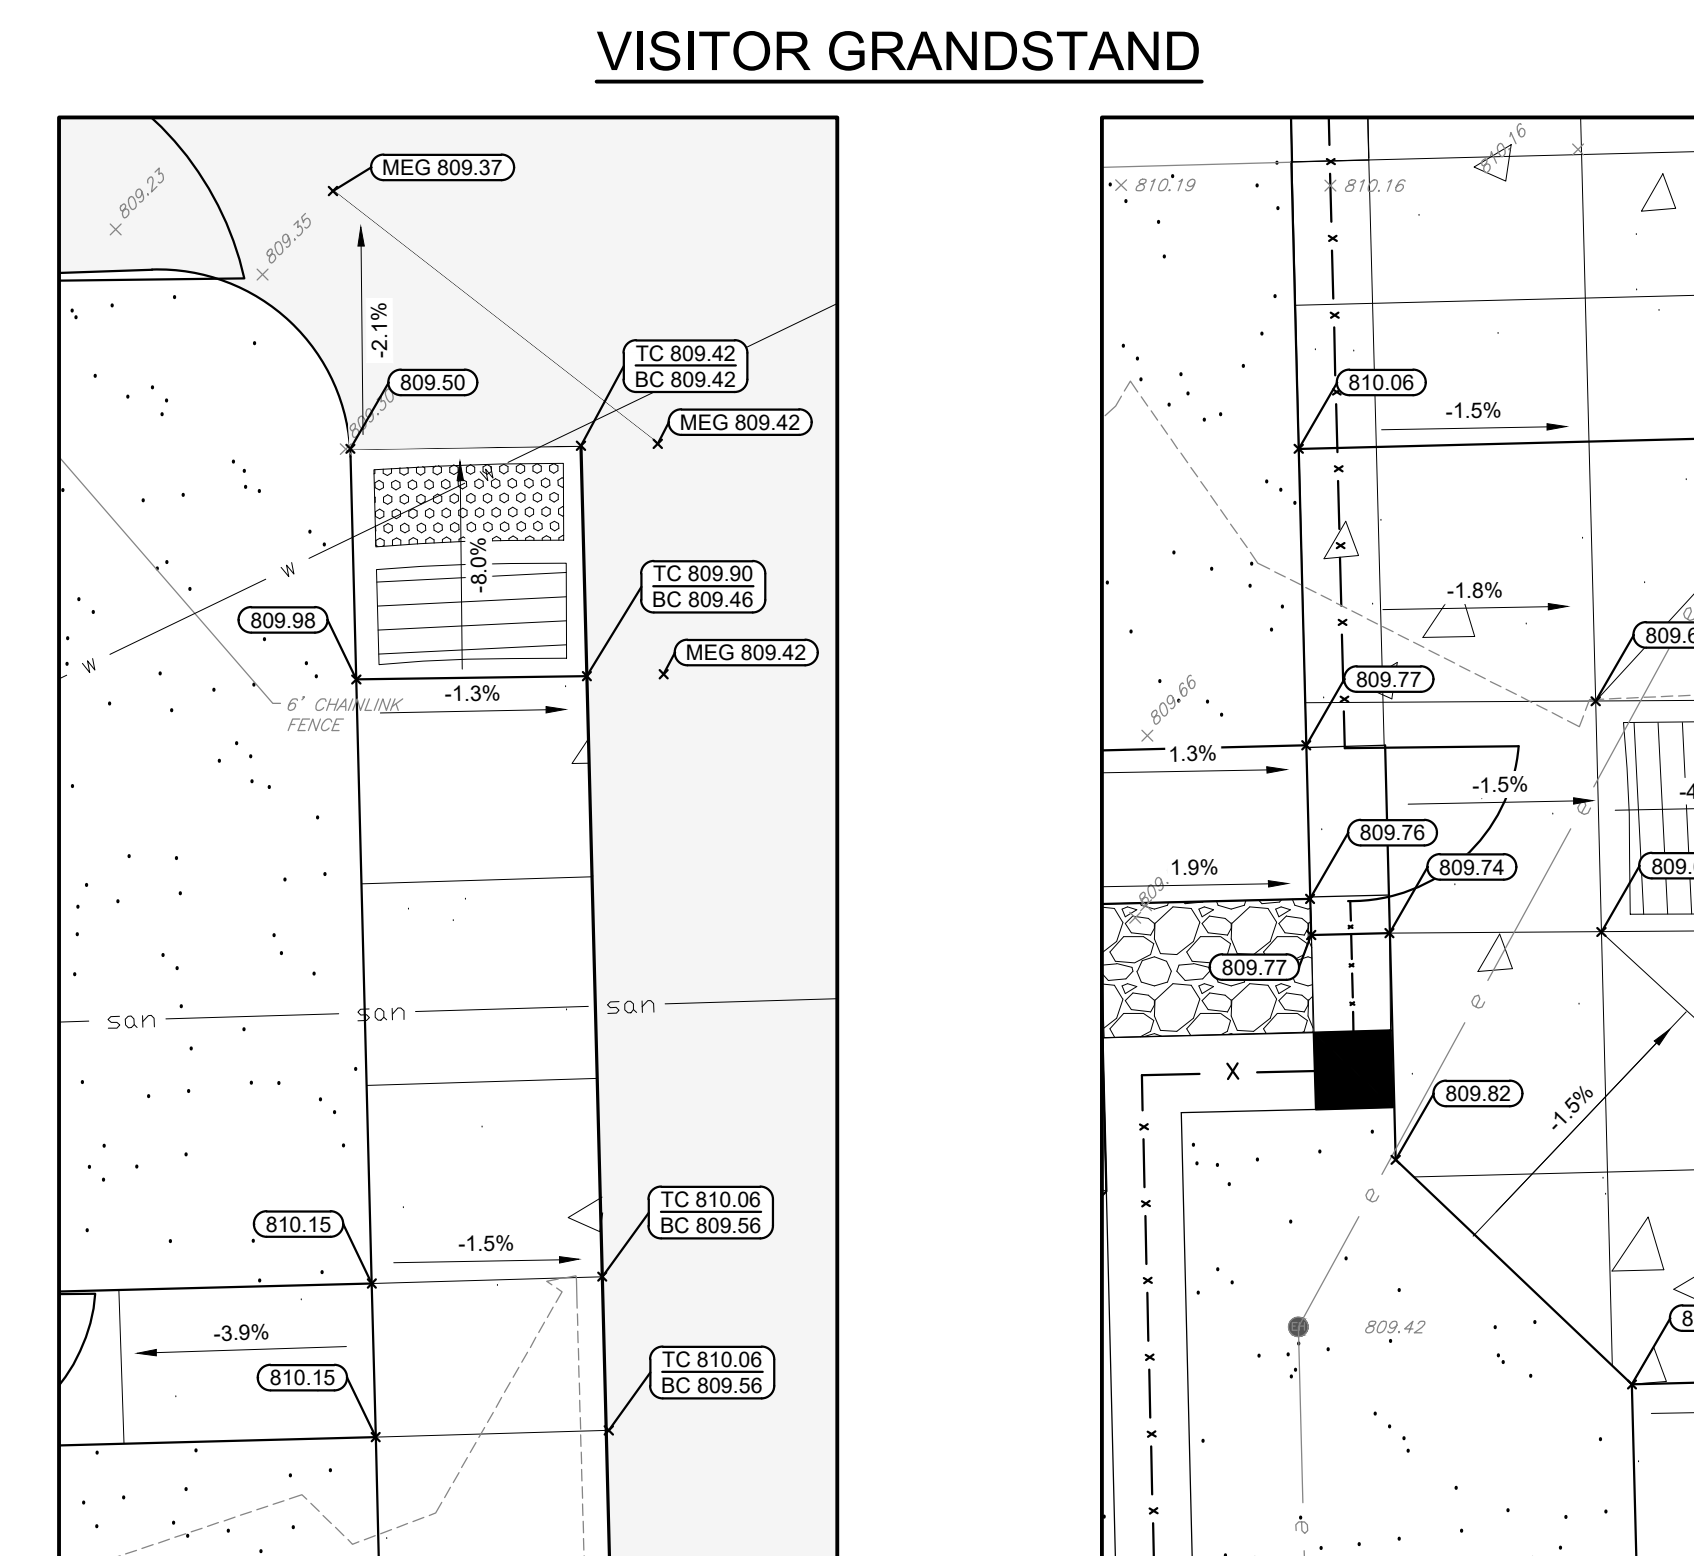 VISITOR GRANDSTAND
MEG 809.37
809.23
809.35
-2.1%
TC 809.42
BC 809.42
809.50
MEG 809.42
W
-8.0%
W
TC 809.90
BC 809.46
809.98
W
MEG 809.42
-1.3%
6' CHAINLINK
FENCE
san
san
san
TC 810.06
BC 809.56
810.15
-1.5%
-3.9%
TC 810.06
BC 809.56
810.15
810.19
810.16
810.06
-1.5%
-1.8%
e
809.77
809.66
1.3%
-1.5%
e
809.76
1.9%
809.74
809.77
e
X
809.82
-1.5%
e
EH
809.42
e